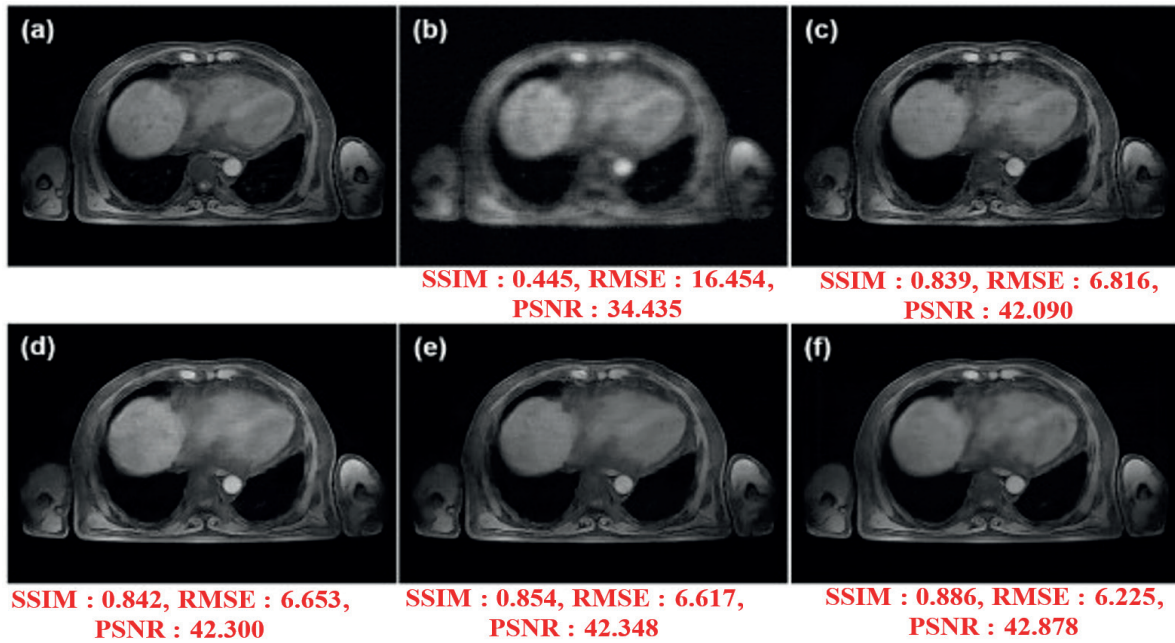 (a)
(b)
(c)
SSIM : 0.445, RMSE : 16.454,
PSNR : 34.435
SSIM : 0.839, RMSE : 6.816,
PSNR : 42.090
(d)
(e)
(f)
SSIM : 0.842, RMSE : 6.653,
PSNR : 42.300
SSIM : 0.854, RMSE : 6.617,
PSNR : 42.348
SSIM : 0.886, RMSE : 6.225,
PSNR : 42.878